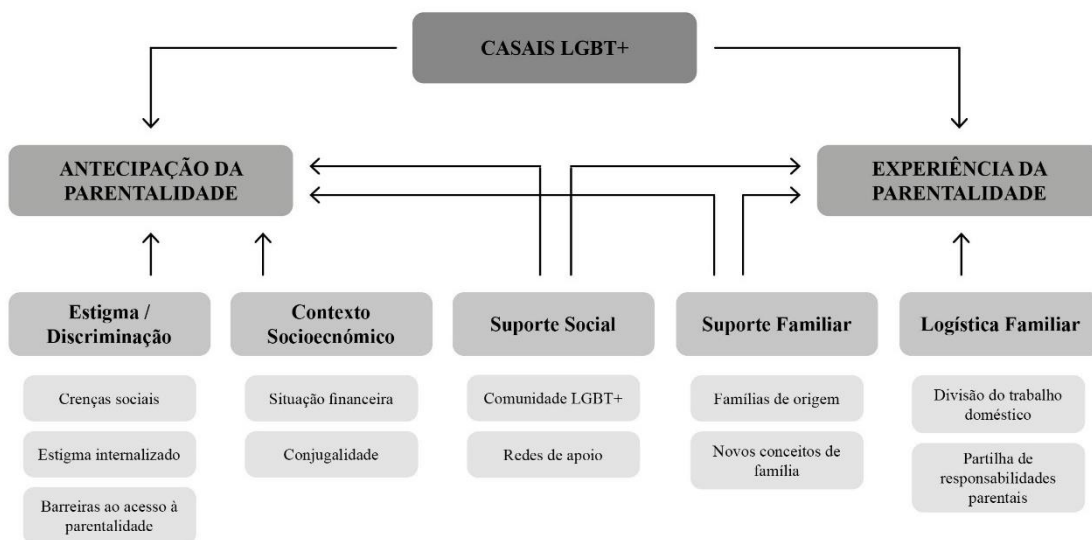 CASAIS LGBT+
ANTECIPAÇÃO DA
PARENTALIDADE
EXPERIÊNCIA DA
PARENTALIDADE
Estigma /
Discriminação
Contexto
Socioecnómico
Suporte Social
Suporte Familiar
Logística Familiar
Crenças sociais
Estigma internalizado
Barreiras ao acesso à
parentalidade
Situação financeira
Conjugalidade
Comunidade LGBT+
Redes de apoio
Famílias de origem
Novos conceitos de
família
Divisão do trabalho
doméstico
Partilha de
responsabilidades
parentais